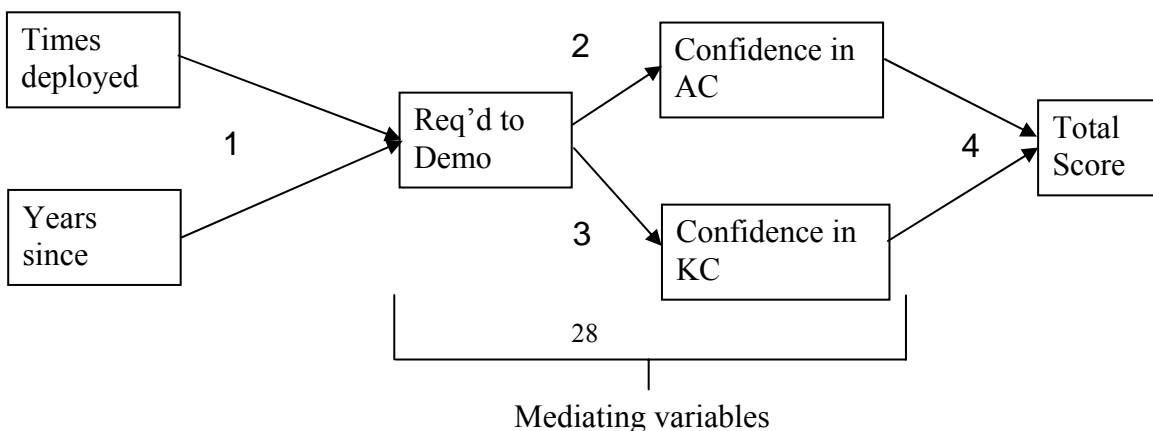 Times
deployed
1
Years
since
Req'd to
Demo
2
3
Confidence in
AC
Confidence in
KC
4
Total
Score
28
Mediating variables